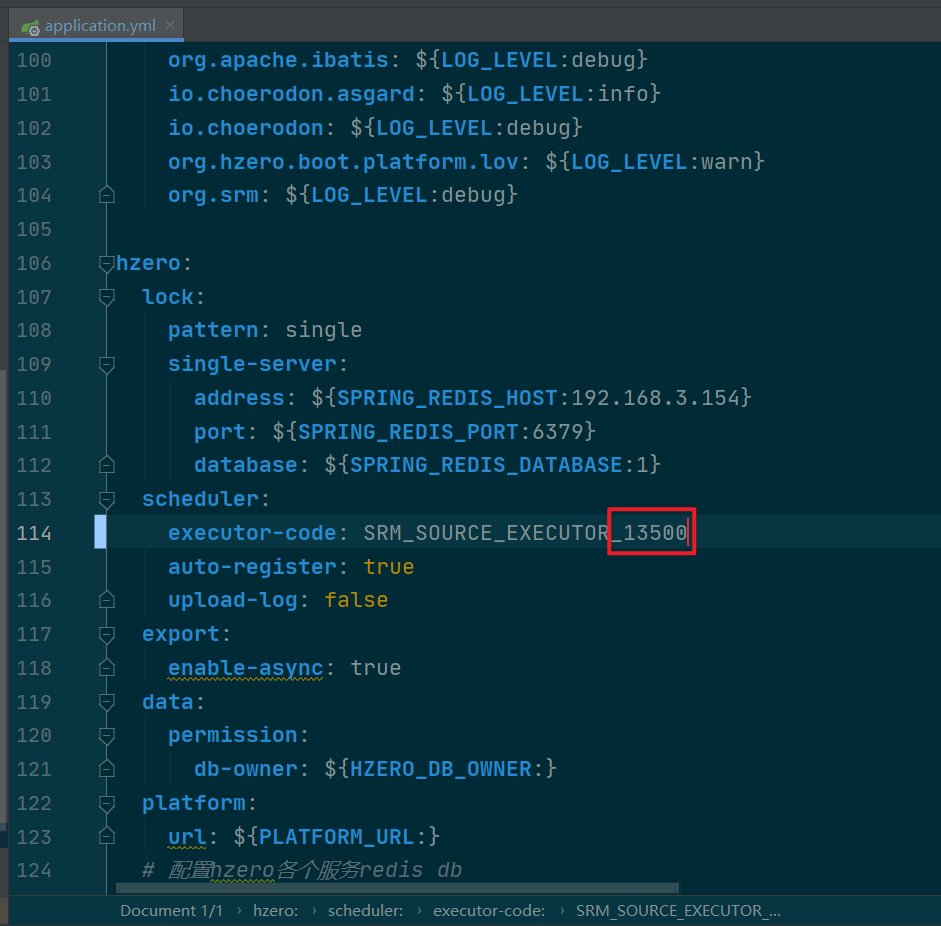 application.yml
100 org.apache.ibatis: ${LOG_LEVEL:debug}
101 io.choerodon.asgard: ${LOG_LEVEL:info}
102 io.choerodon: ${LOG_LEVEL:debug}
103 org.hzero.boot.platform.lov: ${LOG_LEVEL:warn}
104 org.srm: ${LOG_LEVEL:debug}
105
106 hzero:
107 lock:
108 pattern: single
109 single-server:
110 address: ${SPRING_REDIS_HOST:192.168.3.154}
111 port: ${SPRING_REDIS_PORT:6379}
112 database: ${SPRING_REDIS_DATABASE:1}
113 scheduler:
114 executor-code: SRM_SOURCE_EXECUTOR_13500
115 auto-register: true
116 upload-log: false
117 export:
118 enable-async: true
119 data:
120 permission:
121 db-owner: ${HZERO_DB_OWNER:}
122 platform:
123 url: ${PLATFORM_URL:}
124 # 配置hzero各个服务redis db
Document 1/1 › hzero: › scheduler: › executor-code: › SRM_SOURCE_EXECUTOR_...